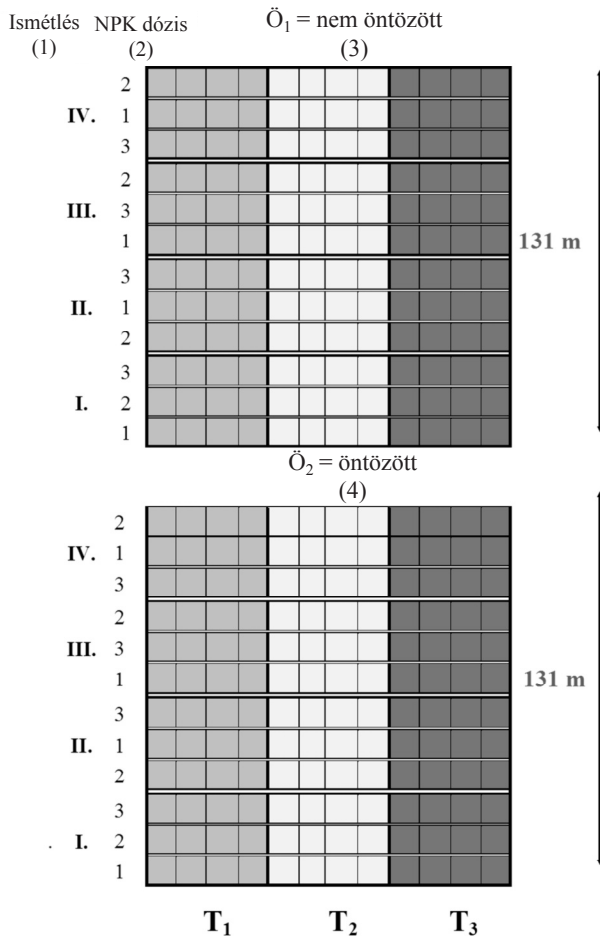 Ismétlés NPK dózis Ö₁ = nem öntözött
(1) (2) (3)
2
IV. 1
3
2
III. 3
1
131 m
3
II. 1
2
3
I. 2
1
Ö₂ = öntözött
(4)
2
IV. 1
3
2
III. 3
1
131 m
3
II. 1
2
3
. I. 2
1
T₁ T₂ T₃